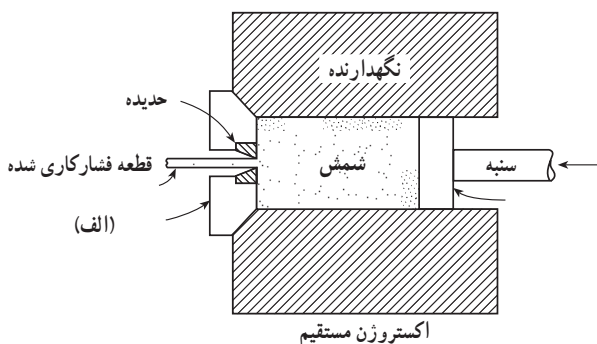 نگهدارنده
حدیده
قطعه فشارکاری شده
شمش
سنبه
(الف)
اکستروژن مستقیم